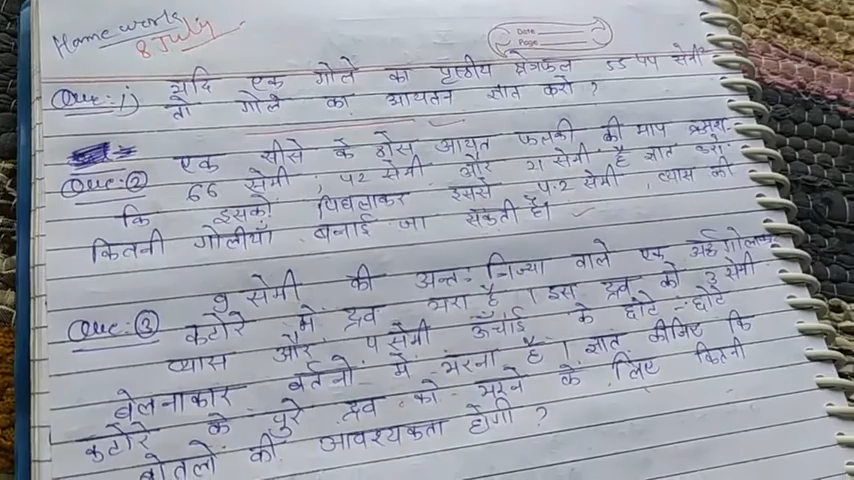 Home work
8 July
Date
Page
Que: 1) यदि एक गोले का पृष्ठीय क्षेत्रफल 5544 सेमी
तो गोले का आयतन ज्ञात करो ?
Que: 2 एक सीसे के ठोस आयत फलकी की माप क्रमश
66 सेमी, 42 सेमी और 21 सेमी है ज्ञात करो
कि इसको पिघलाकर इससे 4.2 सेमी, व्यास की
कितनी गोलीयाँ बनाई जा सकती है।
Que: 3 9 सेमी की अन्तः त्रिज्या वाले एक अर्द्धगोलाकार
कटोरे में द्रव भरा है। इस द्रव को 3 सेमी
व्यास और 4 सेमी ऊँचाई के छोटे - छोटे
बेलनाकार बर्तनो में भरना है। ज्ञात कीजिए कि
कटोरे के पुरे द्रव को भरने के लिए कितनी
बोतलो की आवश्यकता होगी ?